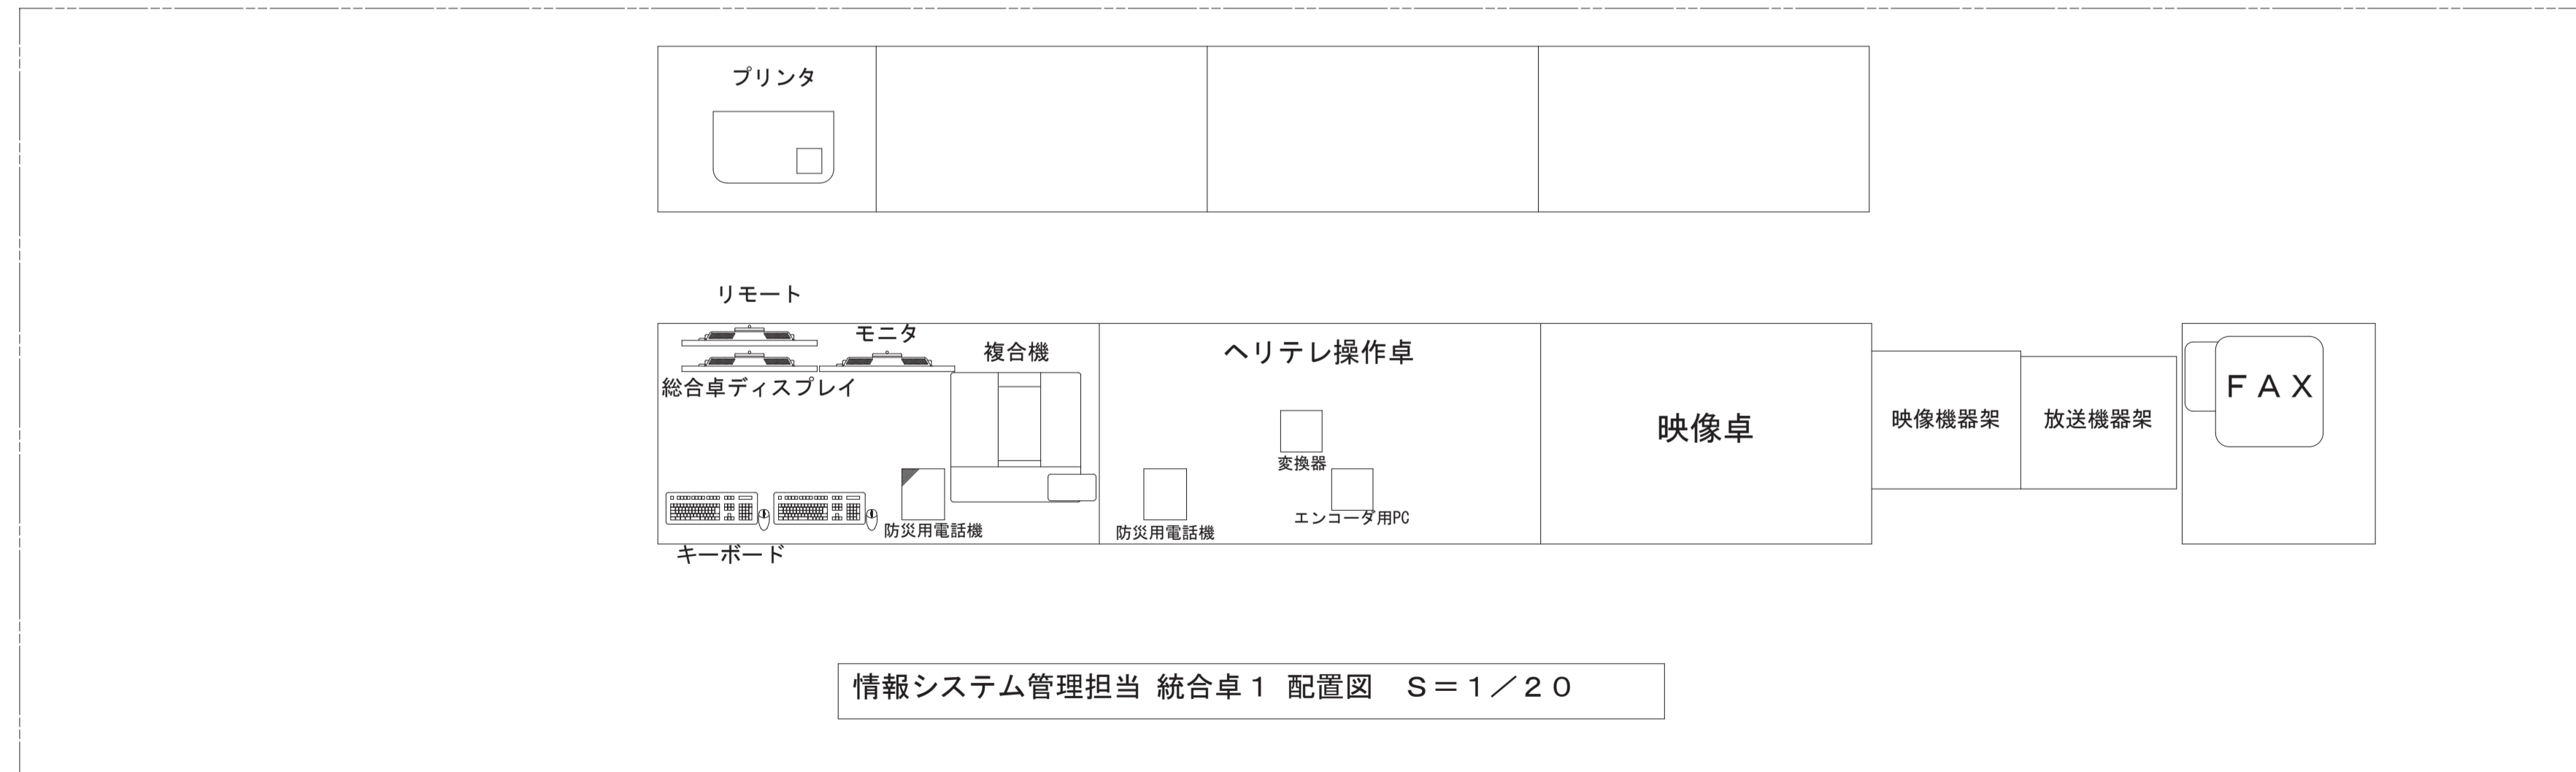 プリンタ
リモート
モニタ
複合機
総合卓ディスプレイ
防災用電話機
キーボード
ヘリテレ操作卓
変換器
エンコーダ用PC
防災用電話機
映像卓
映像機器架
放送機器架
ＦＡＸ
情報システム管理担当 統合卓１ 配置図　Ｓ＝１／２０